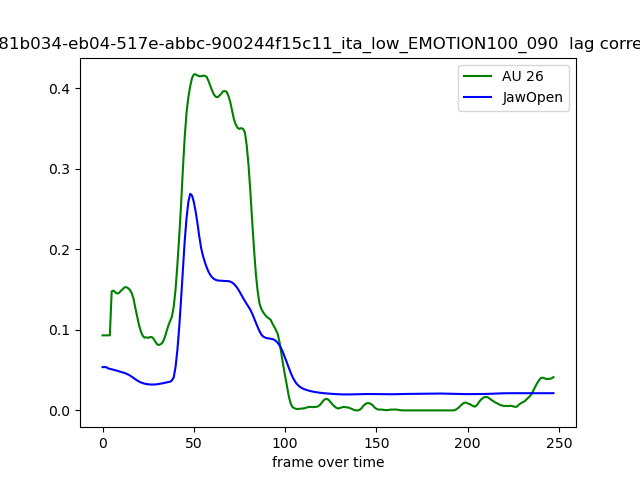 81b034-eb04-517e-abbc-900244f15c11_ita_low_EMOTION100_090 lag corre
AU 26
JawOpen
0.4
0.3
0.2
0.1
0.0
0 50 100 150 200 250
frame over time